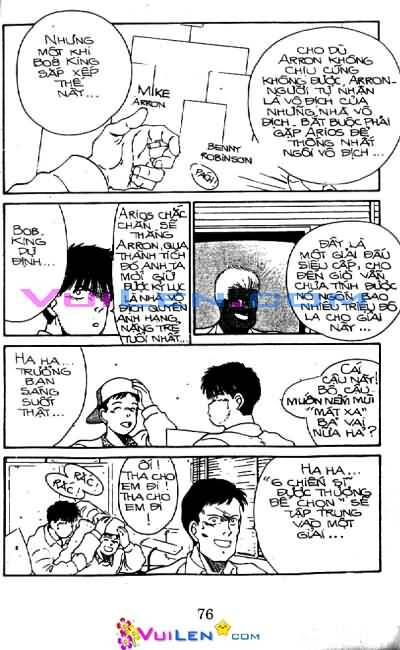 NHƯNG
MỘT KHI
BOB KING
SẮP XẾP
THẾ
NÀY...
MIKE
ARRON
BENNY
ROBINSON
PẠCH!
CHO DÙ
ARRON KHÔNG
CHỊU CŨNG
KHÔNG ĐƯỢC, ARRON-
NGƯỜI TỰ NHẬN
LÀ VÔ ĐỊCH CỦA
NHỮNG NHÀ VÔ
ĐỊCH - BẮT BUỘC PHẢI
GẶP ARIOS ĐỂ
THỐNG NHẤT
NGÔI VÔ ĐỊCH...
BOB.
KING
DỰ
ĐỊNH...
ARIOS CHẮC
CHẮN SẼ
THẮNG
ARRON, QUA
THÀNH TÍCH
ĐÓ ANH TA
MỚI GIỮ
ĐƯỢC KỶ LỤC
LÀ NHÀ VÔ
ĐỊCH QUYỀN
ANH HẠNG
NẶNG TRẺ
TUỔI NHẤT...
ĐÂY LÀ
MỘT GIẢI ĐẤU
SIÊU CẤP, CHO
ĐẾN GIỜ VẪN
CHƯA TÍNH ĐƯỢC
NÓ TỐN BAO
NHIÊU TRIỆU ĐÔ
LA CHO GIẢI
NÀY...
VUILEN.COM
HA HA...
TRƯỞNG
BAN
SÁNG
SUỐT
THẬT...
CÁI
CẬU NÀY!
BỘ CẬU
MUỐN NẾM MÙI
"MÁT XA"
BẢ VAI
NỮA HẢ?
RẮC!
RẮC!
ÔI!
THA CHO
EM ĐI!
THA CHO
EM ĐI!
HA HA...
"6 CHIẾN SĨ
ĐƯỢC THƯỢNG
ĐẾ CHỌN" SẼ
TẬP TRUNG
VÀO MỘT
GIẢI...
76
VUILEN.COM